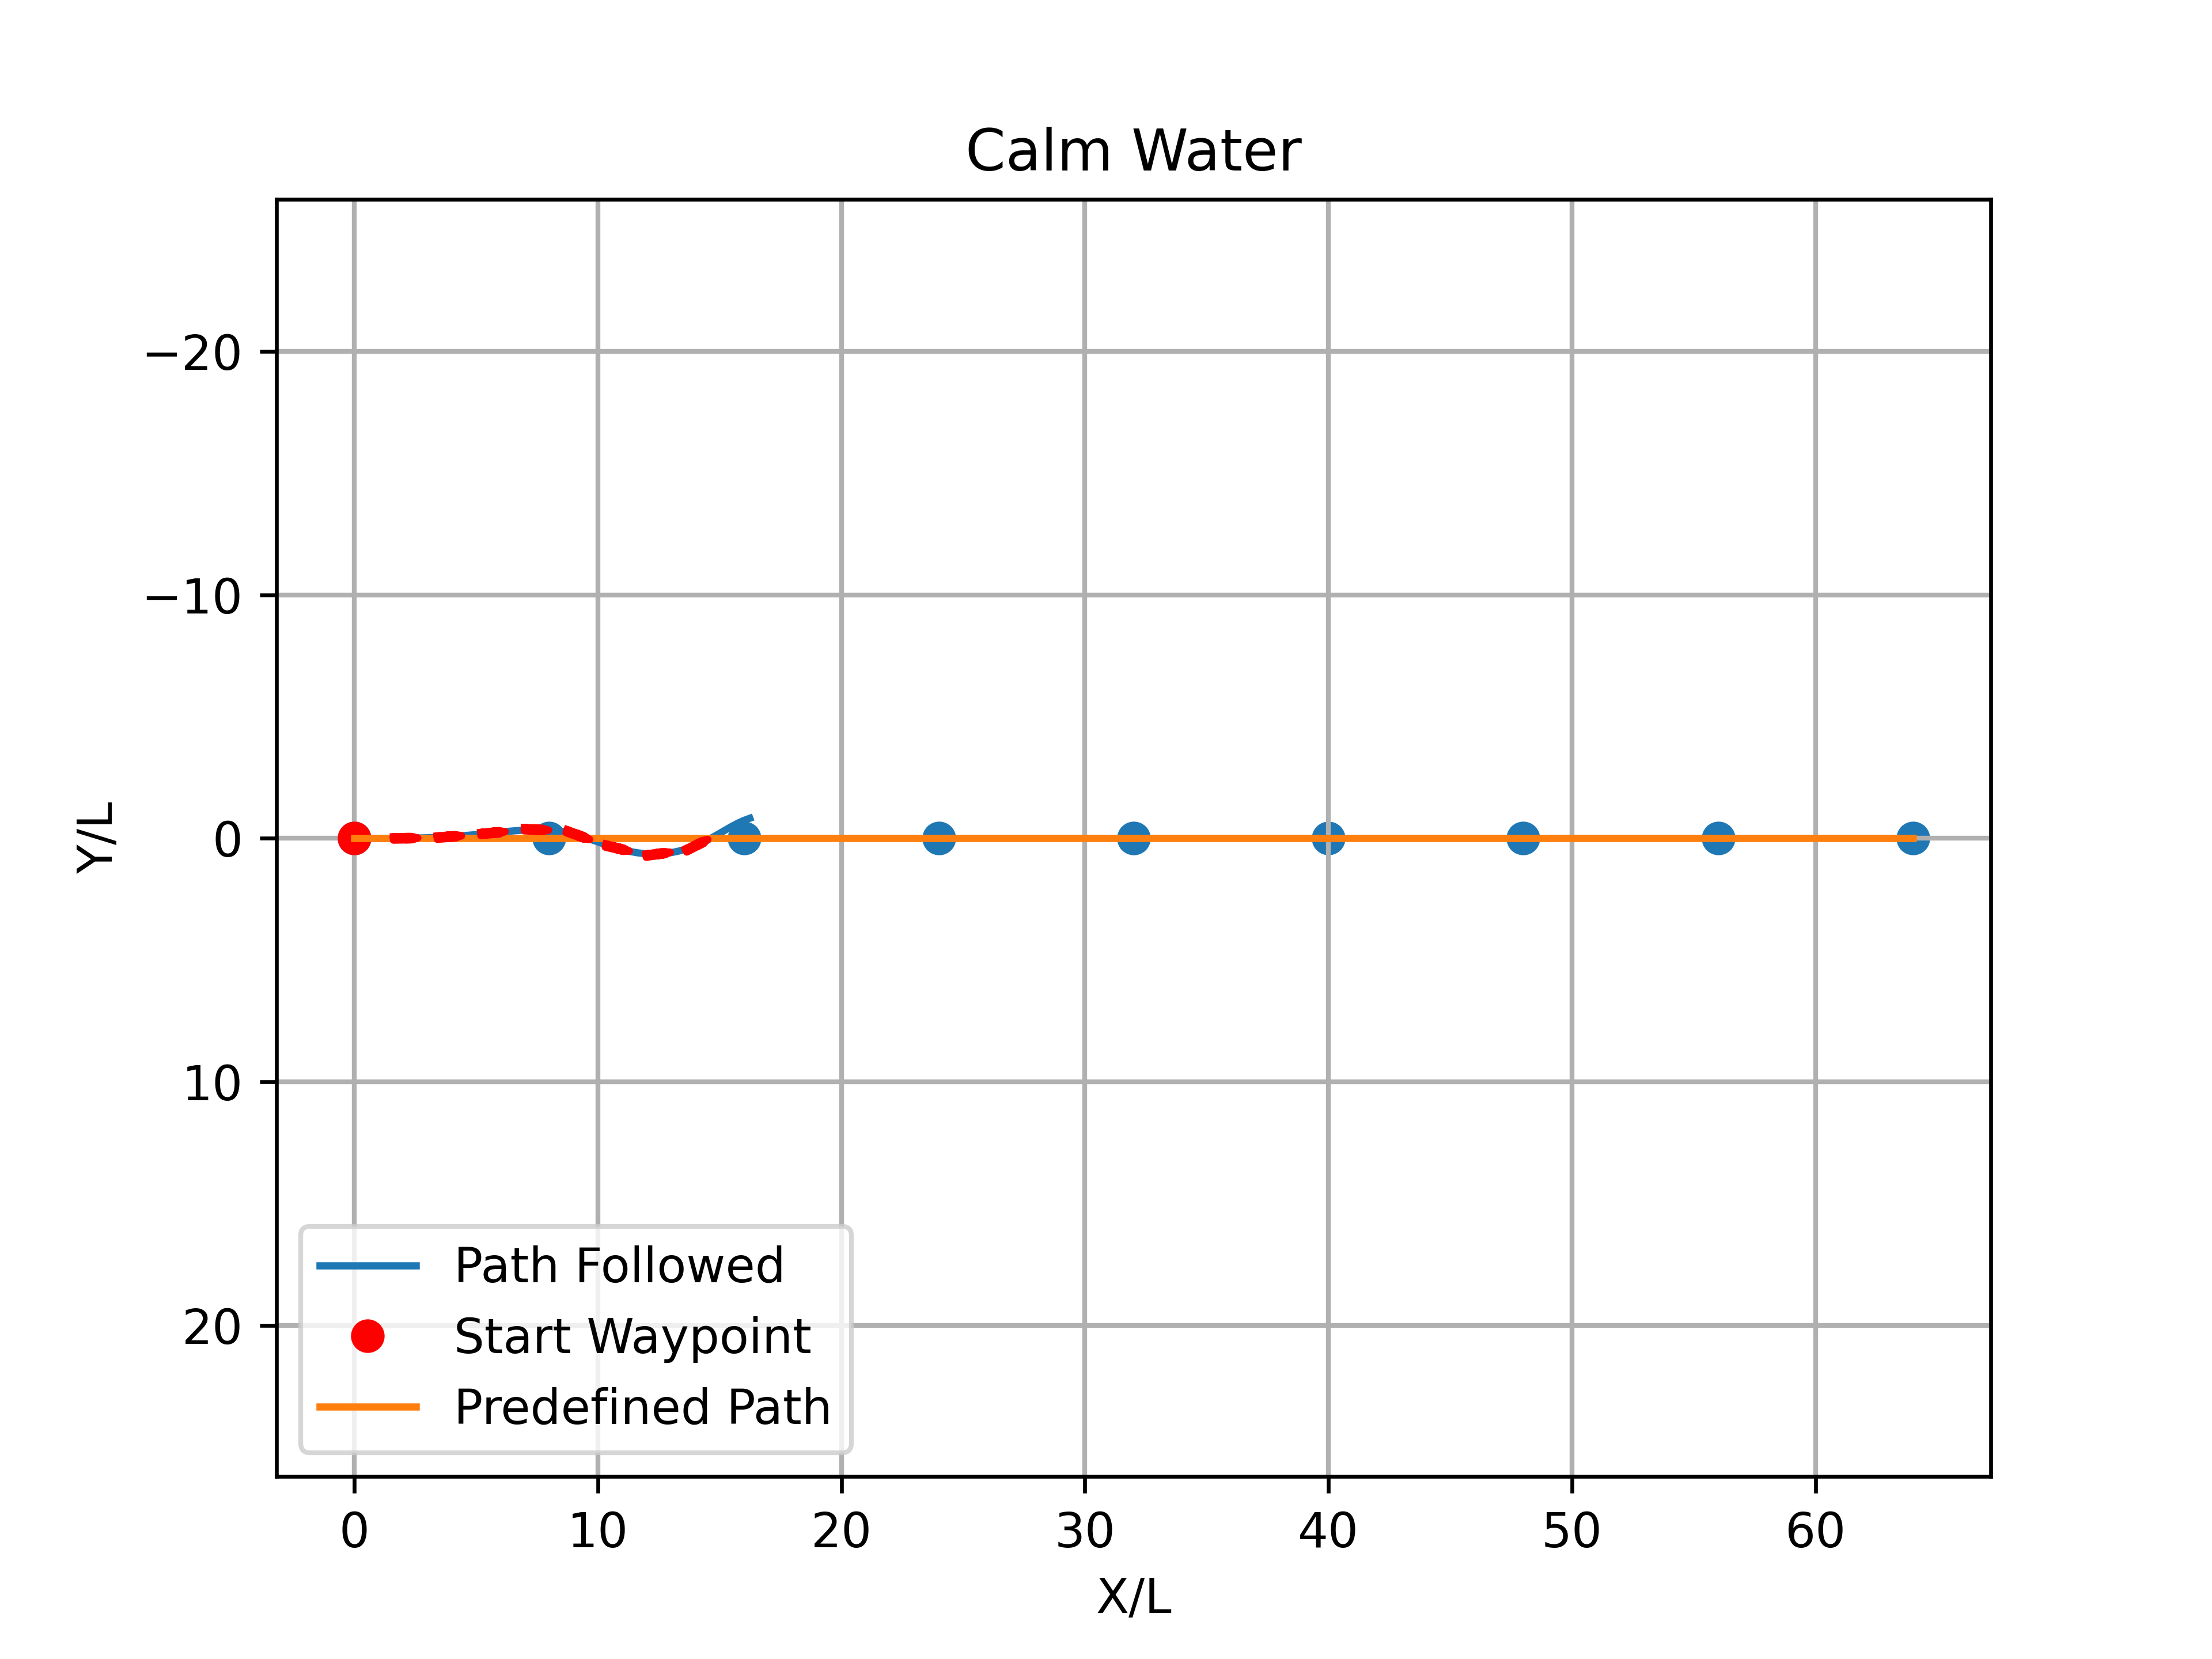 Calm Water
−20
−10
0
10
20
Y/L
Path Followed
Start Waypoint
Predefined Path
0 10 20 30 40 50 60
X/L